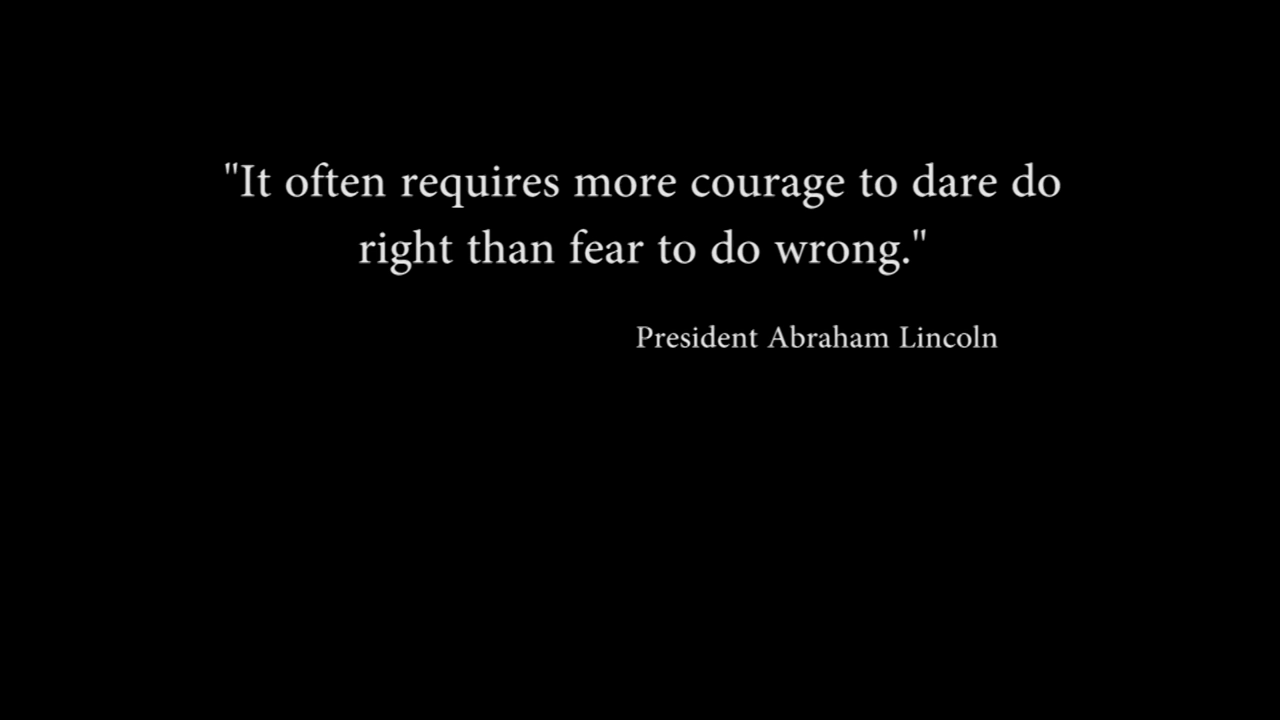 "It often requires more courage to dare do
right than fear to do wrong."
President Abraham Lincoln